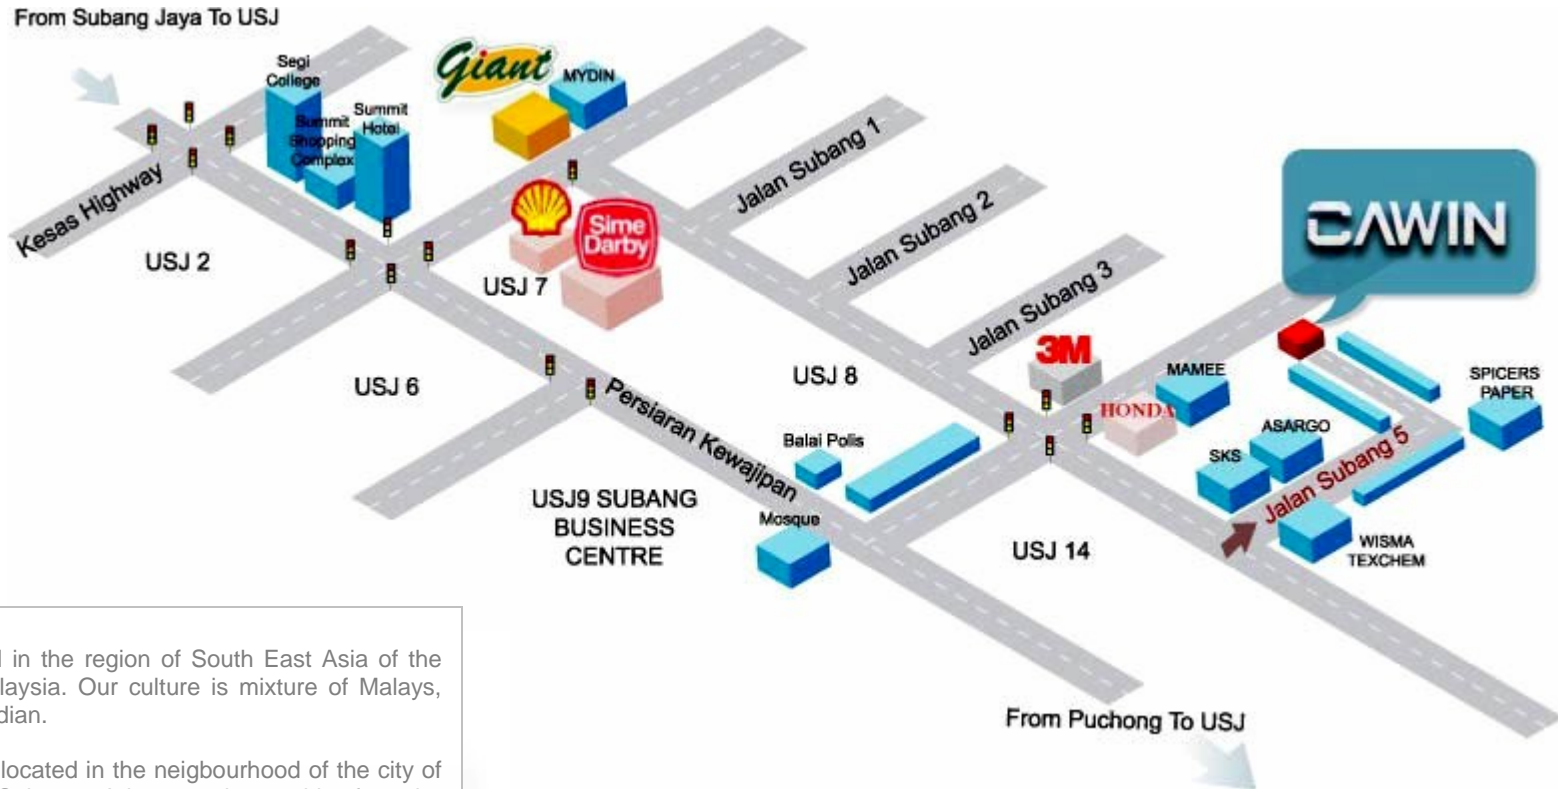 From Subang Jaya To USJ
Segi
College
Summit
Shopping
Complex
Summit
Hotel
Giant
MYDIN
Kesas Highway
USJ 2
Sime
Darby
USJ 7
Jalan Subang 1
Jalan Subang 2
Jalan Subang 3
CAWIN
USJ 6
USJ 8
3M
HONDA
MAMEE
SPICERS
PAPER
ASARGO
SKS
Jalan Subang 5
WISMA
TEXCHEM
Persiaran Kewajipan
Balai Polis
Mosque
USJ9 SUBANG
BUSINESS
CENTRE
USJ 14
From Puchong To USJ
in the region of South East Asia of the
laysia. Our culture is mixture of Malays,
dian.
located in the neigbourhood of the city of